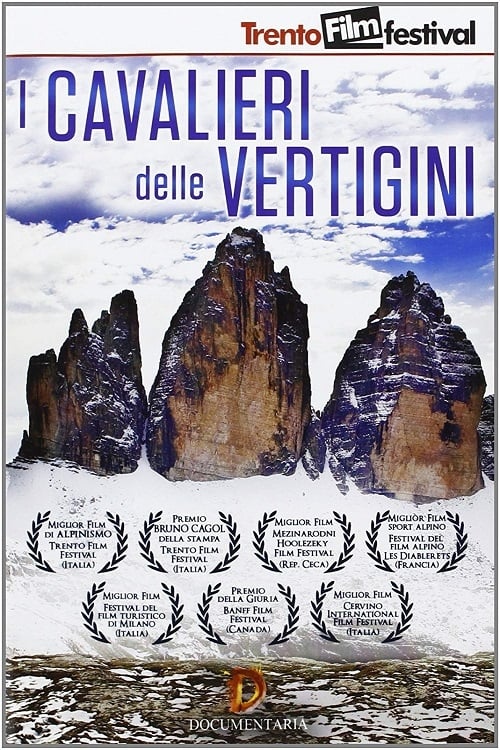 Trento Film festival
I CAVALIERI
delle VERTIGINI
MIGLIOR FILM
DI ALPINISMO
TRENTO FILM
FESTIVAL
(ITALIA)
PREMIO
BRUNO CAGOL
DELLA STAMPA
TRENTO FILM
FESTIVAL
(ITALIA)
MIGLIOR FILM
MEZINARODNI
HOOLEZEKY
FILM FESTIVAL
(REP. CECA)
MIGLIOR FILM
SPORT ALPINO
FESTIVAL DEL
FILM ALPINO
LES DIABLERETS
(FRANCIA)
MIGLIOR FILM
FESTIVAL DEL
FILM TURISTICO
DI MILANO
(ITALIA)
PREMIO
DELLA GIURIA
BANFF FILM
FESTIVAL
(CANADA)
MIGLIOR FILM
CERVINO
INTERNATIONAL
FILM FESTIVAL
(ITALIA)
DOCUMENTARIA